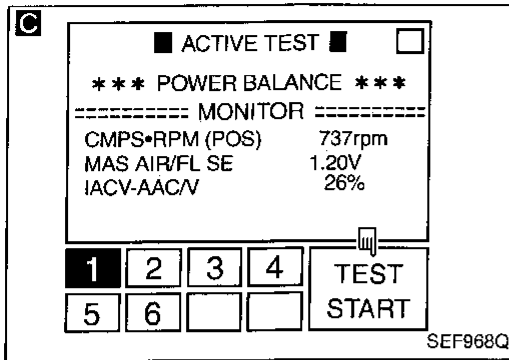 C
■ ACTIVE TEST ■ □
* * * POWER BALANCE * * *
========== MONITOR ==========
CMPS•RPM (POS) 737rpm
MAS AIR/FL SE 1.20V
IACV-AAC/V 26%
1 2 3 4 TEST
5 6 START
SEF968Q